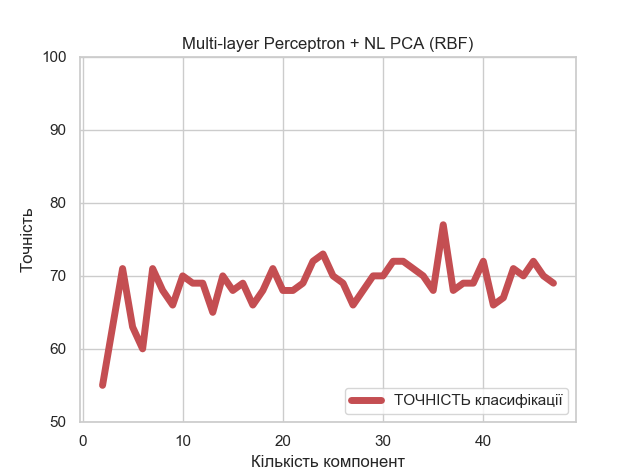 Multi-layer Perceptron + NL PCA (RBF)
100
90
80
70
60
50
Точність
0
10
20
30
40
Кількість компонент
ТОЧНІСТЬ класифікації